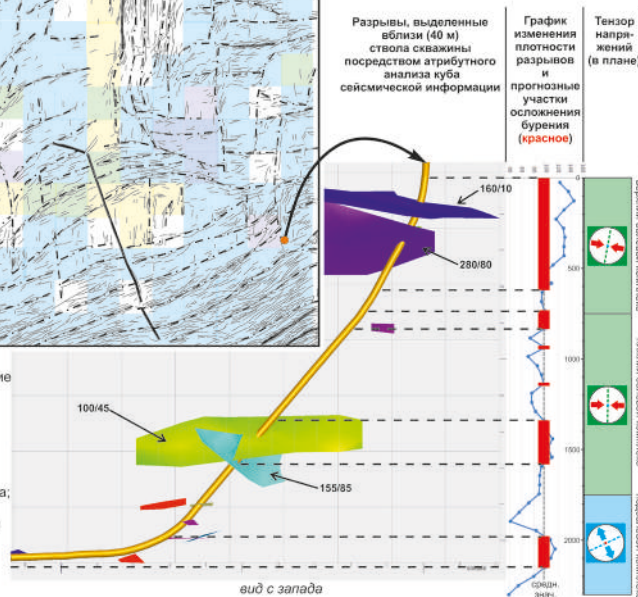 Разрывы, выделенные
вблизи (40 м)
ствола скважины
посредством атрибутного
анализа куба
сейсмической информации
График
изменения
плотности
разрывов
и
прогнозные
участки
осложнения
бурения
(красное)
Тензор
напря-
жений
(в плане)
160/10
280/80
100/45
155/85
0
500
1000
1500
2000
ие
а;
средн.
знач.
вид с запада